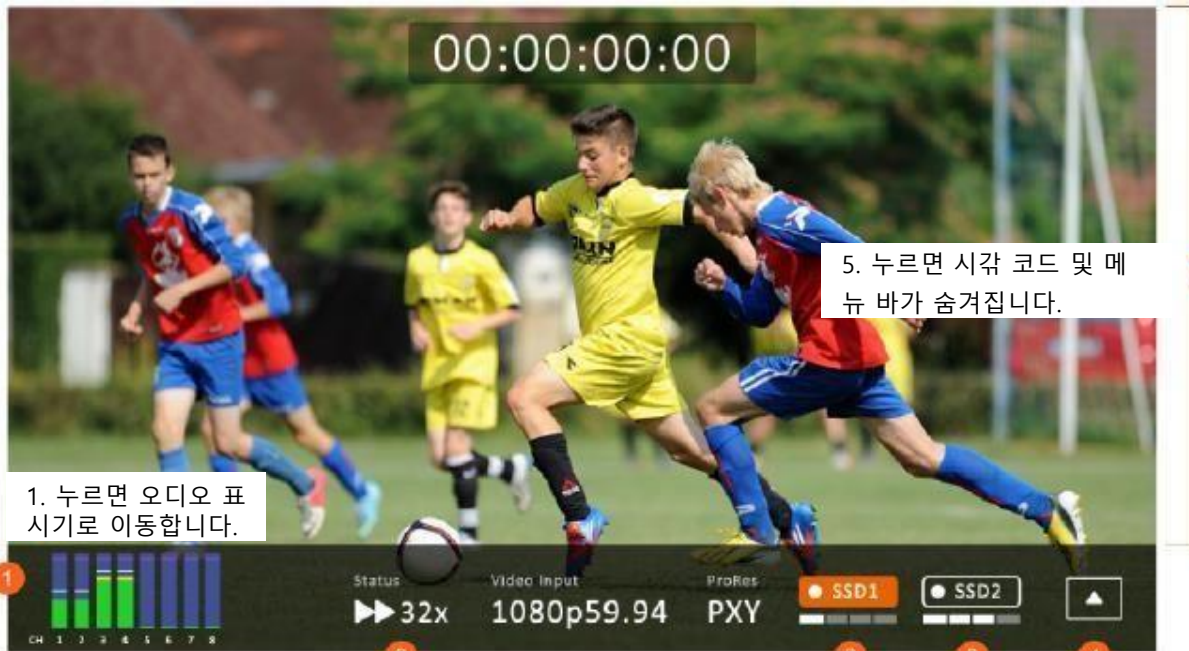 00:00:00:00
5. 누르면 시갂 코드 및 메
뉴 바가 숨겨집니다.
1. 누르면 오디오 표
시기로 이동합니다.
1
Status
32x
Video Input
1080p59.94
ProRes
PXY
SSD1
SSD2
CH 1 2 3 4 5 6 7 8